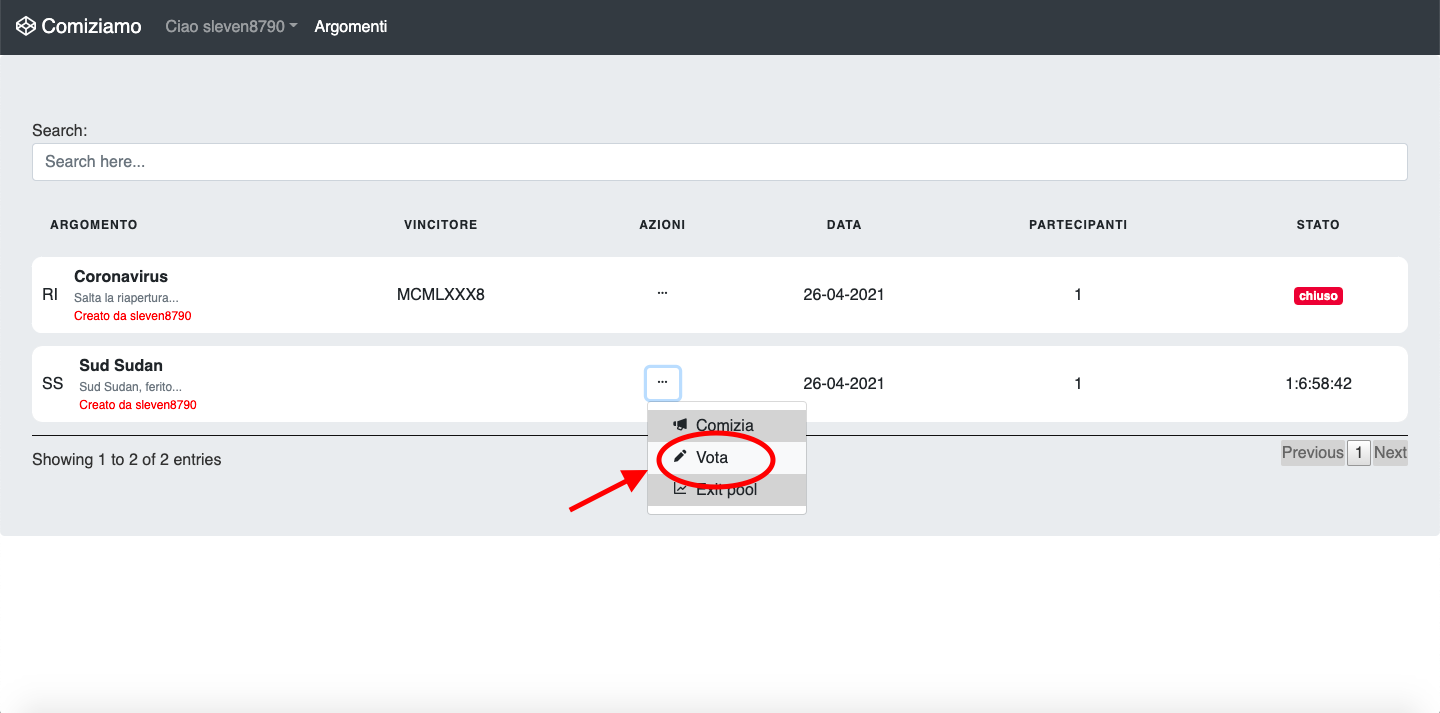 Comiziamo Ciao sleven8790 Argomenti
Search:
Search here...
ARGOMENTO VINCITORE AZIONI DATA PARTECIPANTI STATO
Coronavirus
RI Salta la riapertura... MCMLXXX8 ... 26-04-2021 1 chiuso
Creato da sleven8790
Sud Sudan
SS Sud Sudan, ferito... ... 26-04-2021 1 1:6:58:42
Creato da sleven8790
Comizia
Vota
Exit pool
Showing 1 to 2 of 2 entries Previous 1 Next